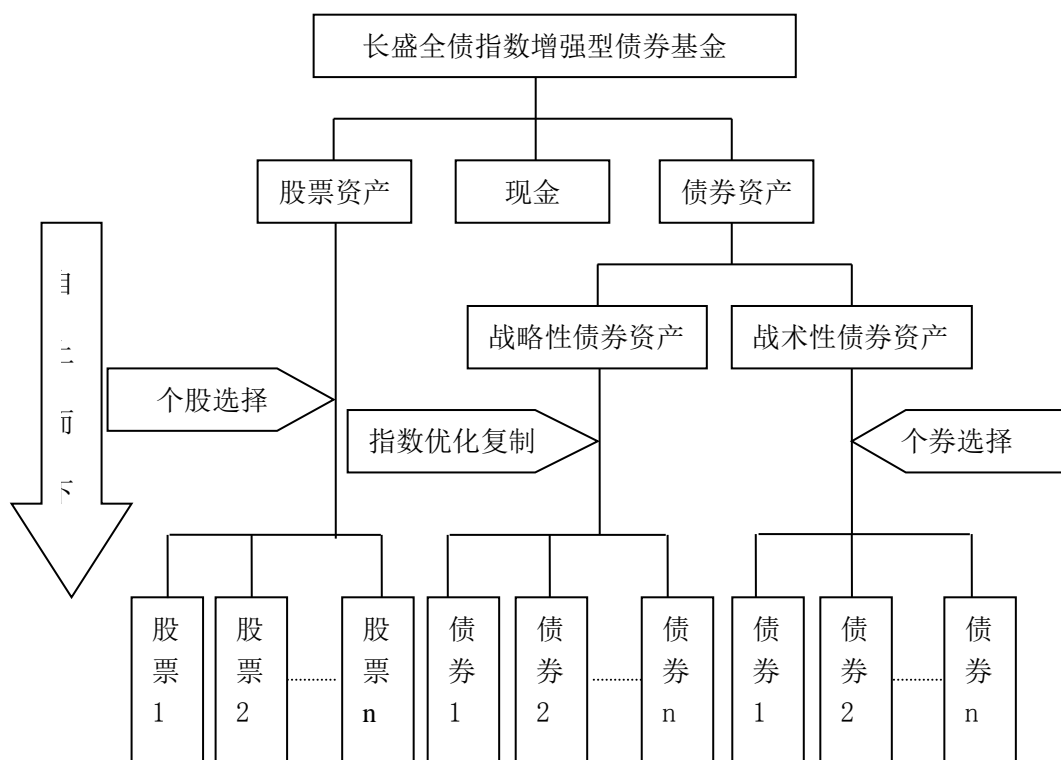 长盛全债指数增强型债券基金
股票资产
现金
债券资产
战略性债券资产
战术性债券资产
个股选择
指数优化复制
个券选择
股票1
股票2
股票n
债券1
债券2
债券n
债券1
债券2
债券n